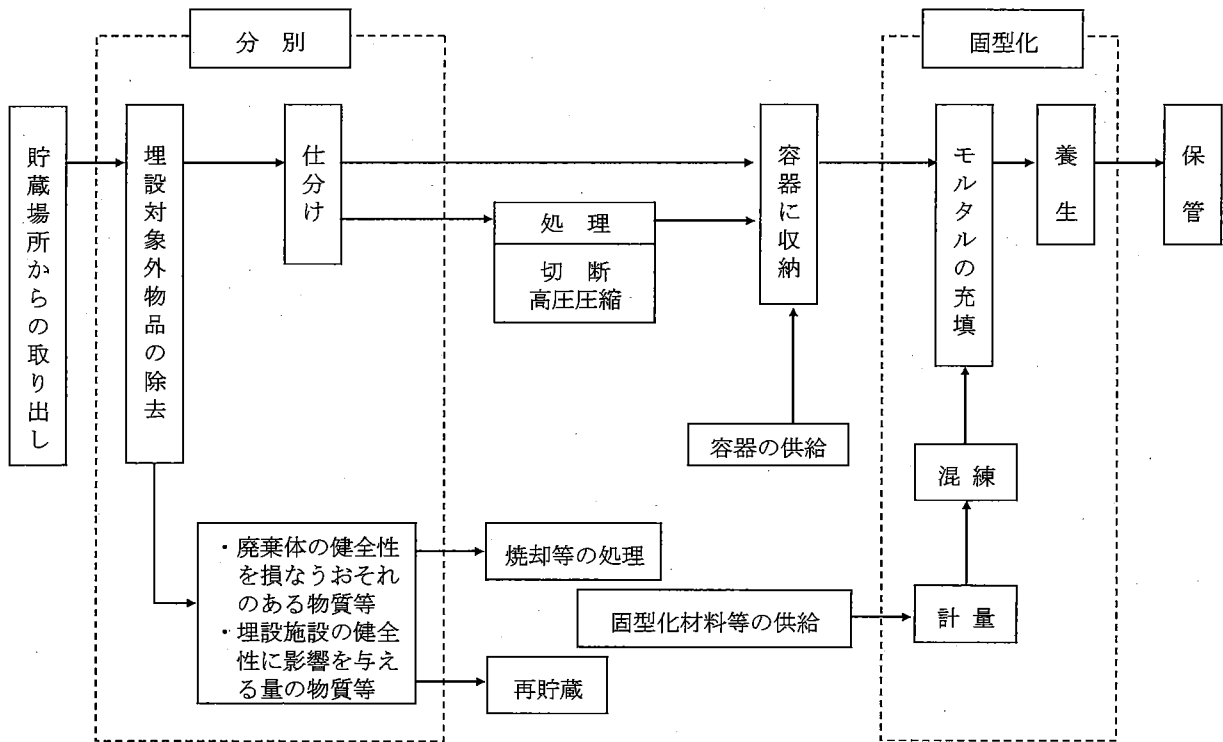 分別
固型化
貯蔵場所からの取り出し
埋設対象外物品の除去
仕分け
処理
切断
高圧圧縮
容器に収納
モルタルの充填
養生
保管
容器の供給
混練
計量
固型化材料等の供給
・廃棄体の健全性
を損なうおそれ
のある物質等
・埋設施設の健全
性に影響を与え
る量の物質等
焼却等の処理
再貯蔵